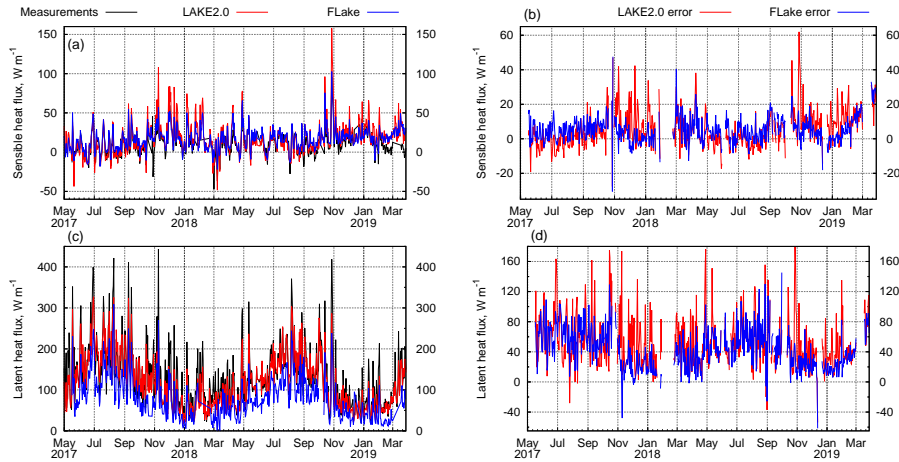 Measurements LAKE2.0 FLake
LAKE2.0 error FLake error
(a)
Sensible heat flux, W m-1
150 100 50 0 -50
150 100 50 0 -50
May Jul Sep Nov 2018 Mar May Jul Sep Nov 2019 Mar
2017
(b)
Sensible heat flux, W m-1
60 40 20 0 -20
60 40 20 0 -20
May Jul Sep Nov Jan Mar May Jul Sep Nov Jan Mar
2017 2018 2019
(c)
Latent heat flux, W m-1
400 300 200 100 0
400 300 200 100 0
May Jul Sep Nov Jan Mar May Jul Sep Nov Jan Mar
2017 2018 2019
(d)
Latent heat flux, W m-1
160 120 80 40 0 -40
160 120 80 40 0 -40
May Jul Sep Nov Jan Mar May Jul Sep Nov Jan Mar
2017 2018 2019